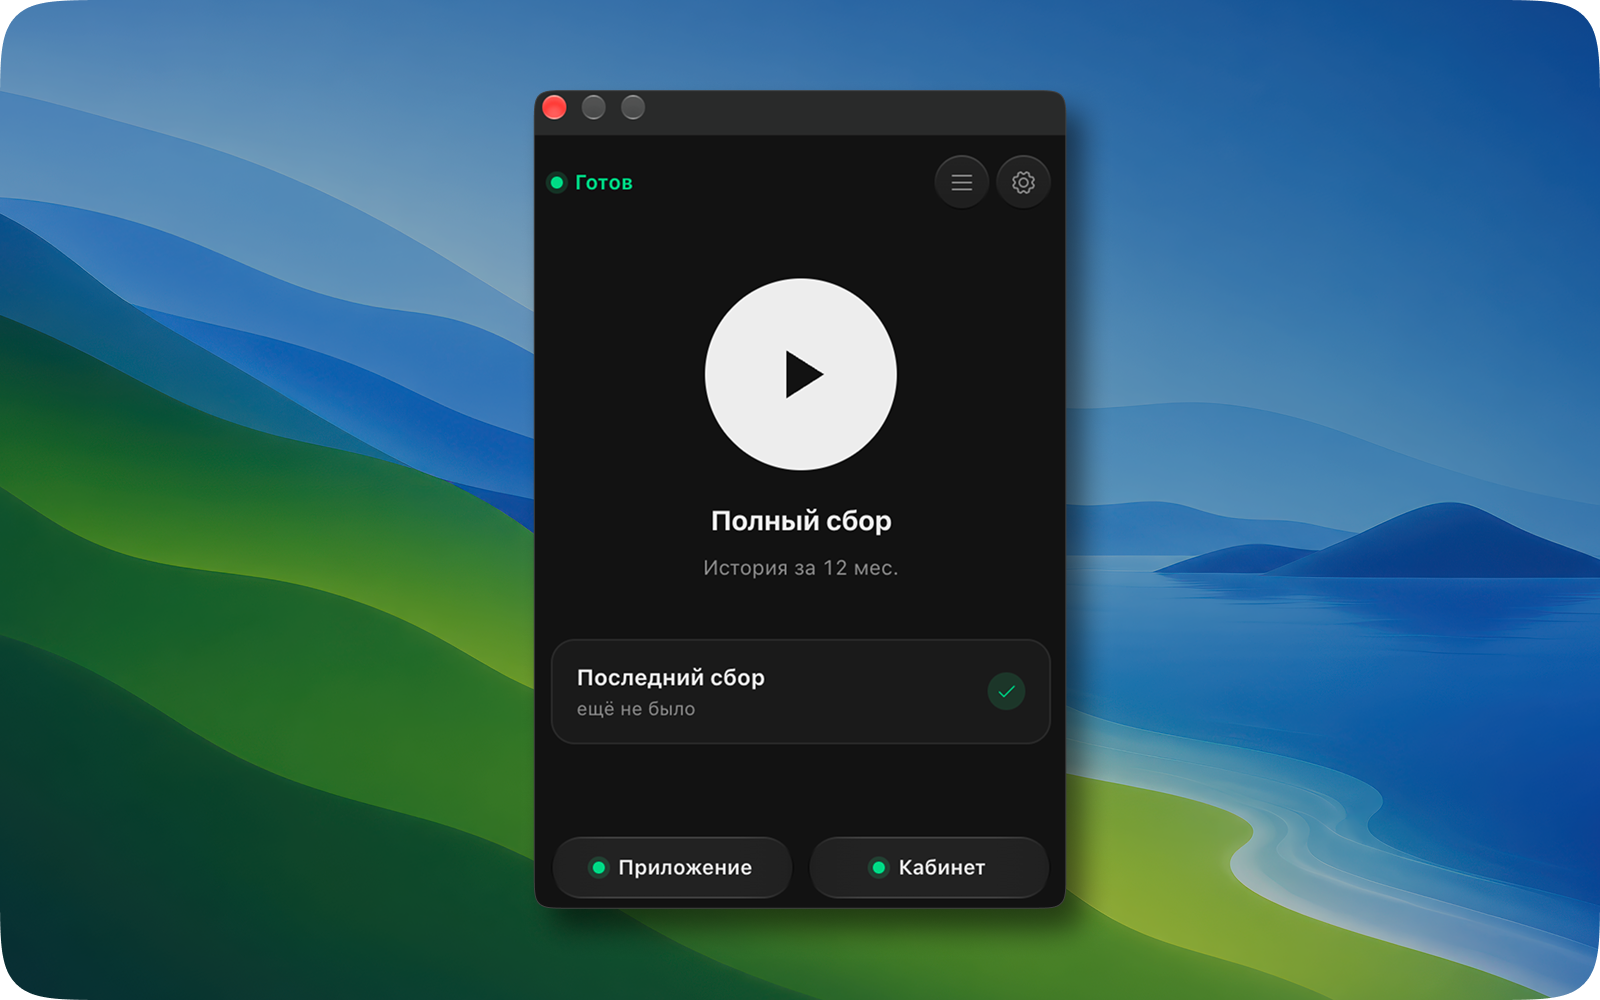 Готов
Полный сбор
История за 12 мес.
Последний сбор
ещё не было
Приложение
Кабинет